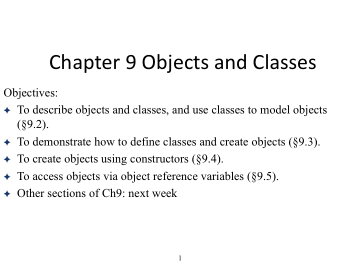 Chapter 9 Objects and Classes
Objectives:
✦ To describe objects and classes, and use classes to model objects
(§9.2).
✦ To demonstrate how to define classes and create objects (§9.3).
✦ To create objects using constructors (§9.4).
✦ To access objects via object reference variables (§9.5).
✦ Other sections of Ch9: next week
1